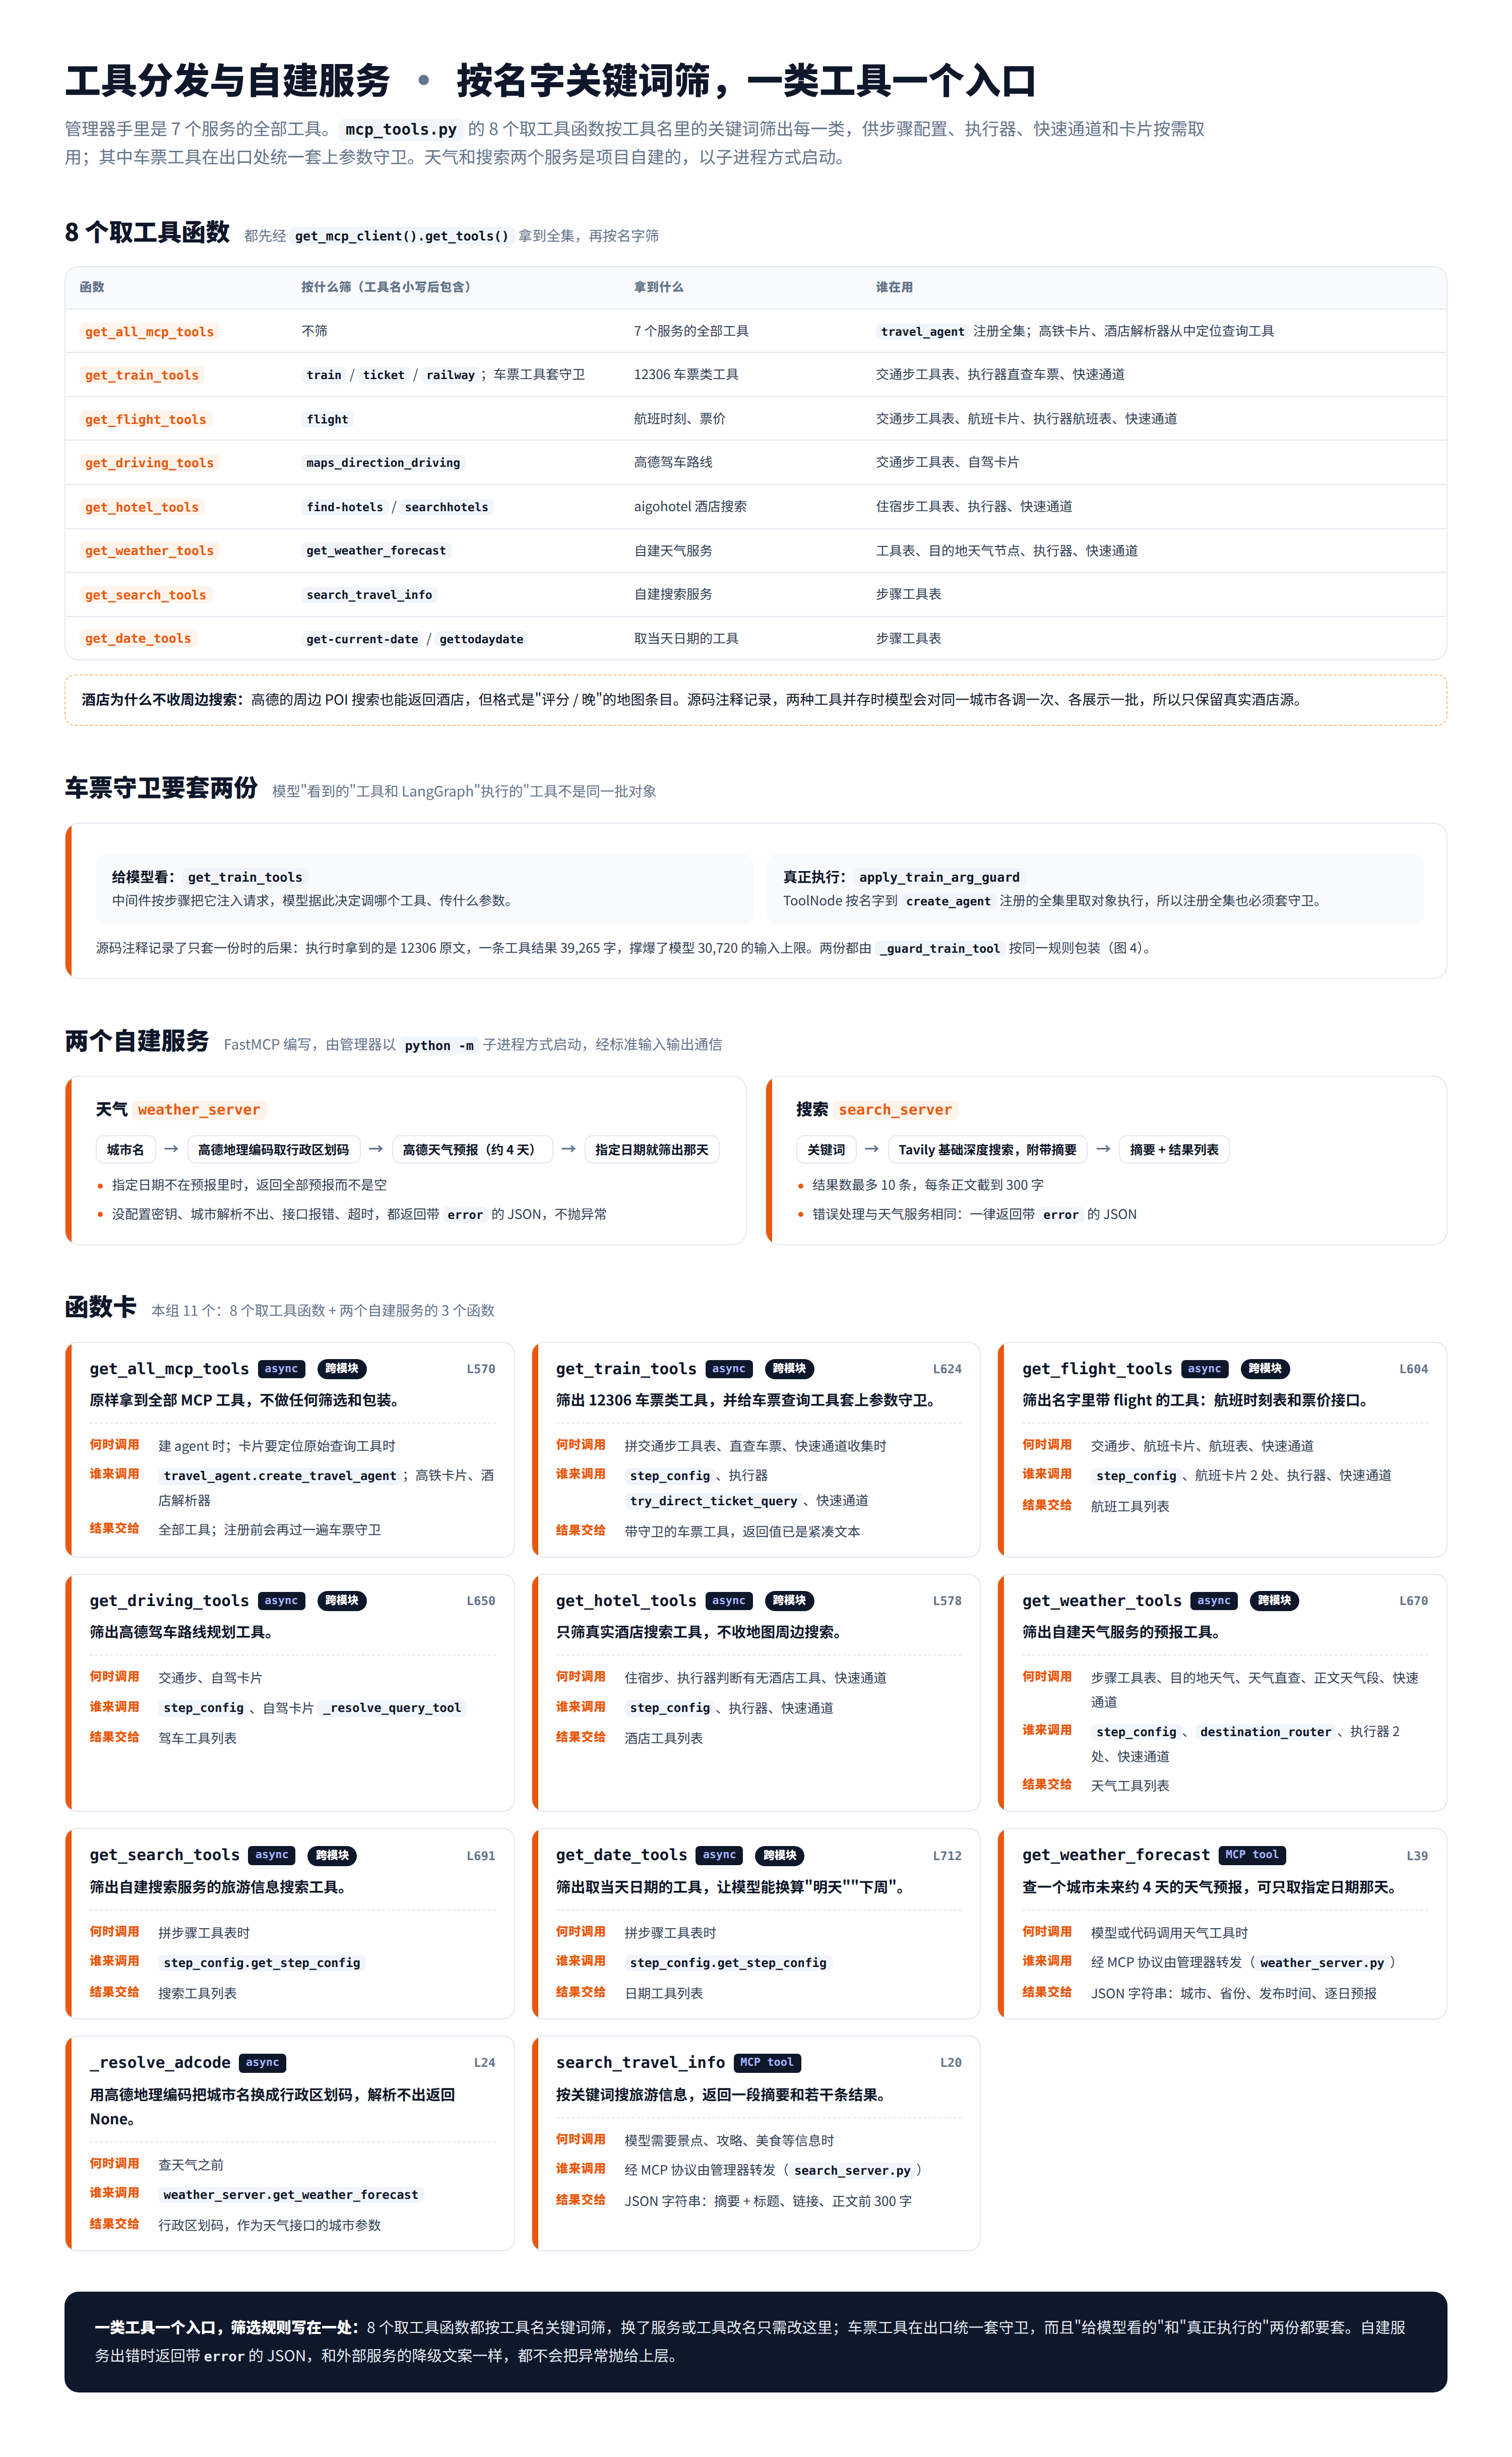 工具分发与自建服务 • 按名字关键词筛，一类工具一个入口
管理器手里是 7 个服务的全部工具。 mcp_tools.py 的 8 个取工具函数按工具名里的关键词筛出每一类，供步骤配置、执行器、快速通道和卡片按需取
用；其中车票工具在出口处统一套上参数守卫。天气和搜索两个服务是项目自建的，以子进程方式启动。
8 个取工具函数 都先经 get_mcp_client().get_tools() 拿到全集，再按名字筛
函数 按什么筛（工具名小写后包含） 拿到什么 谁在用
get_all_mcp_tools 不筛 7 个服务的全部工具 travel_agent 注册全集；高铁卡片、酒店解析器从中定位查询工具
get_train_tools train / ticket / railway ；车票工具套守卫 12306 车票类工具 交通步工具表、执行器直查车票、快速通道
get_flight_tools flight 航班时刻、票价 交通步工具表、航班卡片、执行器航班表、快速通道
get_driving_tools maps_direction_driving 高德驾车路线 交通步工具表、自驾卡片
get_hotel_tools find-hotels / searchhotels aigohotel 酒店搜索 住宿步工具表、执行器、快速通道
get_weather_tools get_weather_forecast 自建天气服务 工具表、目的地天气节点、执行器、快速通道
get_search_tools search_travel_info 自建搜索服务 步骤工具表
get_date_tools get-current-date / gettodaydate 取当天日期的工具 步骤工具表
酒店为什么不收周边搜索：高德的周边 POI 搜索也能返回酒店，但格式是"评分 / 晚"的地图条目。源码注释记录，两种工具并存时模型会对同一城市各调一次、各展示一批，所以只保留真实酒店源。
车票守卫要套两份 模型"看到的"工具和 LangGraph"执行的"工具不是同一批对象
给模型看： get_train_tools
中间件按步骤把它注入请求，模型据此决定调哪个工具、传什么参数。
真正执行： apply_train_arg_guard
ToolNode 按名字到 create_agent 注册的全集里取对象执行，所以注册全集也必须套守卫。
源码注释记录了只套一份时的后果：执行时拿到的是 12306 原文，一条工具结果 39,265 字，撑爆了模型 30,720 的输入上限。两份都由 _guard_train_tool 按同一规则包装（图 4）。
两个自建服务 FastMCP 编写，由管理器以 python -m 子进程方式启动，经标准输入输出通信
天气 weather_server
城市名 → 高德地理编码取行政区划码 → 高德天气预报（约 4 天） → 指定日期就筛出那天
• 指定日期不在预报里时，返回全部预报而不是空
• 没配置密钥、城市解析不出、接口报错、超时，都返回带 error 的 JSON，不抛异常
搜索 search_server
关键词 → Tavily 基础深度搜索，附带摘要 → 摘要 + 结果列表
• 结果数最多 10 条，每条正文截到 300 字
• 错误处理与天气服务相同：一律返回带 error 的 JSON
函数卡 本组 11 个：8 个取工具函数 + 两个自建服务的 3 个函数
get_all_mcp_tools async 跨模块 L570
原样拿到全部 MCP 工具，不做任何筛选和包装。
何时调用 建 agent 时；卡片要定位原始查询工具时
谁来调用 travel_agent.create_travel_agent ；高铁卡片、酒
店解析器
结果交给 全部工具；注册前会再过一遍车票守卫
get_train_tools async 跨模块 L624
筛出 12306 车票类工具，并给车票查询工具套上参数守卫。
何时调用 拼交通步工具表、直查车票、快速通道收集时
谁来调用 step_config 、执行器
try_direct_ticket_query 、快速通道
结果交给 带守卫的车票工具，返回值已是紧凑文本
get_flight_tools async 跨模块 L604
筛出名字里带 flight 的工具：航班时刻表和票价接口。
何时调用 交通步、航班卡片、航班表、快速通道
谁来调用 step_config 、航班卡片 2 处、执行器、快速通道
结果交给 航班工具列表
get_driving_tools async 跨模块 L650
筛出高德驾车路线规划工具。
何时调用 交通步、自驾卡片
谁来调用 step_config 、自驾卡片 _resolve_query_tool
结果交给 驾车工具列表
get_hotel_tools async 跨模块 L578
只筛真实酒店搜索工具，不收地图周边搜索。
何时调用 住宿步、执行器判断有无酒店工具、快速通道
谁来调用 step_config 、执行器、快速通道
结果交给 酒店工具列表
get_weather_tools async 跨模块 L670
筛出自建天气服务的预报工具。
何时调用 步骤工具表、目的地天气、天气直查、正文天气段、快速
通道
谁来调用 step_config 、 destination_router 、执行器 2
处、快速通道
结果交给 天气工具列表
get_search_tools async 跨模块 L691
筛出自建搜索服务的旅游信息搜索工具。
何时调用 拼步骤工具表时
谁来调用 step_config.get_step_config
结果交给 搜索工具列表
get_date_tools async 跨模块 L712
筛出取当天日期的工具，让模型能换算"明天""下周"。
何时调用 拼步骤工具表时
谁来调用 step_config.get_step_config
结果交给 日期工具列表
get_weather_forecast MCP tool L39
查一个城市未来约 4 天的天气预报，可只取指定日期那天。
何时调用 模型或代码调用天气工具时
谁来调用 经 MCP 协议由管理器转发（ weather_server.py ）
结果交给 JSON 字符串：城市、省份、发布时间、逐日预报
_resolve_adcode async L24
用高德地理编码把城市名换成行政区划码，解析不出返回
None。
何时调用 查天气之前
谁来调用 weather_server.get_weather_forecast
结果交给 行政区划码，作为天气接口的城市参数
search_travel_info MCP tool L20
按关键词搜旅游信息，返回一段摘要和若干条结果。
何时调用 模型需要景点、攻略、美食等信息时
谁来调用 经 MCP 协议由管理器转发（ search_server.py ）
结果交给 JSON 字符串：摘要 + 标题、链接、正文前 300 字
一类工具一个入口，筛选规则写在一处：8 个取工具函数都按工具名关键词筛，换了服务或工具改名只需改这里；车票工具在出口统一套守卫，而且"给模型看的"和"真正执行的"两份都要套。自建服
务出错时返回带 error 的 JSON，和外部服务的降级文案一样，都不会把异常抛给上层。